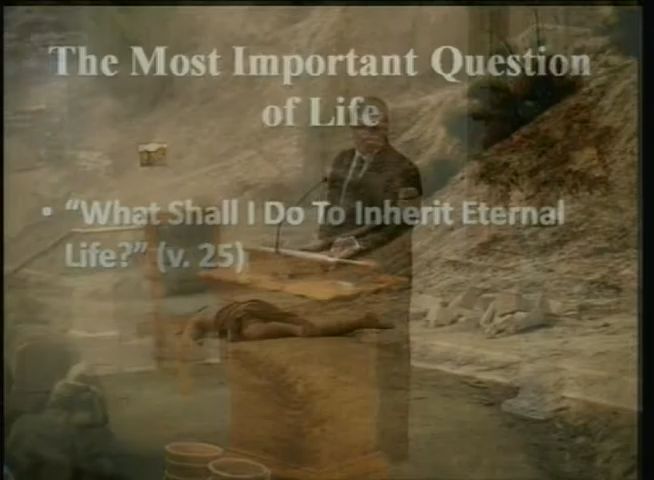 The Most Important Question
of Life
• “What Shall I Do To Inherit Eternal
Life?” (v. 25)